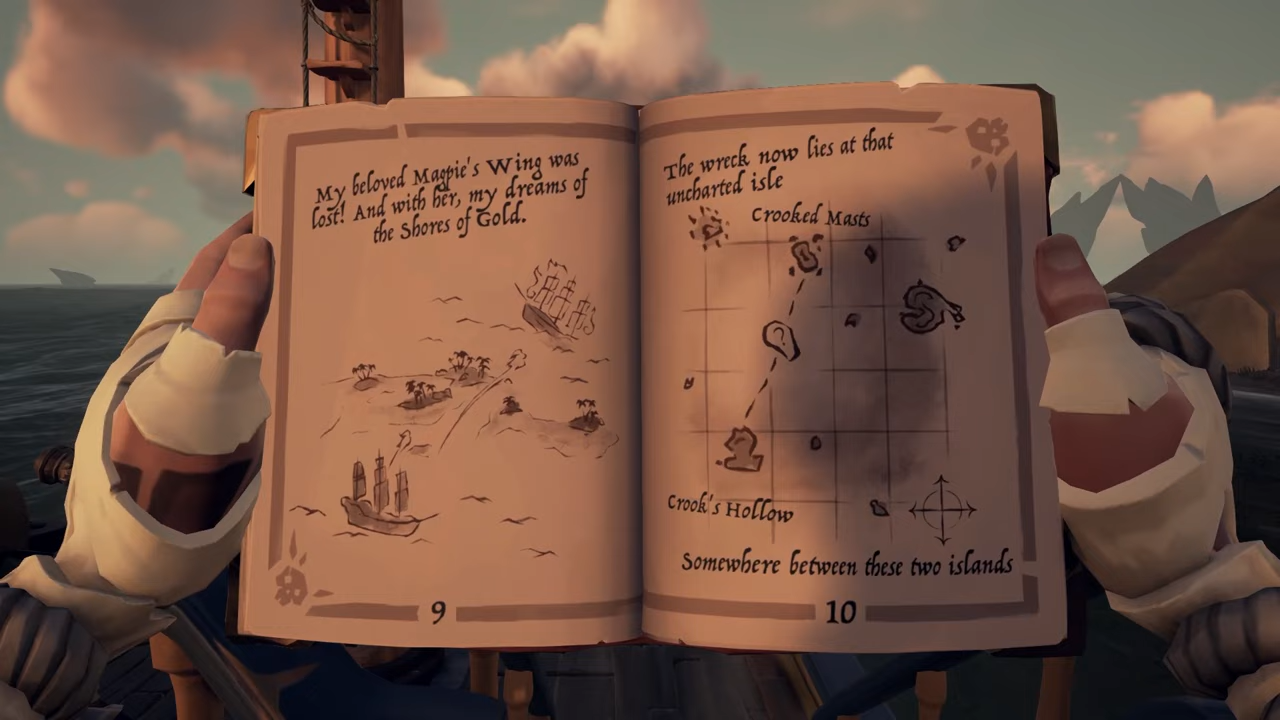 My beloved Magpie's Wing was
lost! And with her, my dreams of
the Shores of Gold.
9
The wreck now lies at that
uncharted isle
Crooked Masts
Crook's Hollow
Somewhere between these two islands
10